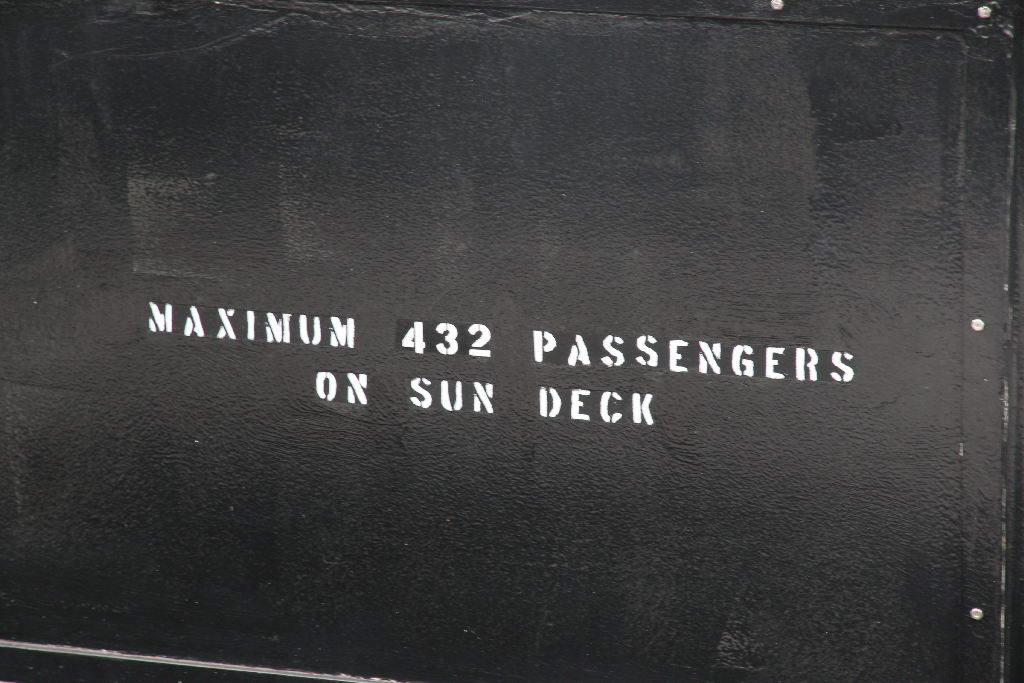 MAXIMUM 432 PASSENGERS
ON SUN DECK